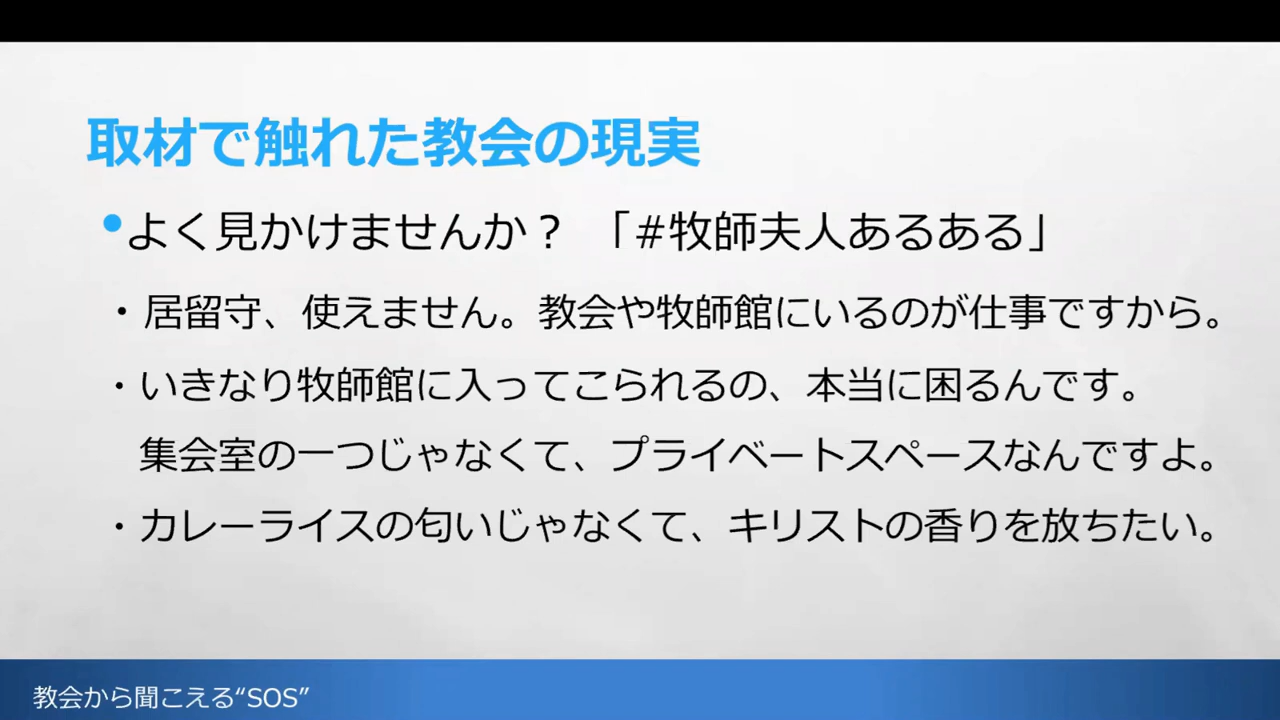 取材で触れた教会の現実
•よく見かけませんか？ 「#牧師夫人あるある」
・居留守、使えません。教会や牧師館にいるのが仕事ですから。
・いきなり牧師館に入ってこられるの、本当に困るんです。
集会室の一つじゃなくて、プライベートスペースなんですよ。
・カレーライスの匂いじゃなくて、キリストの香りを放ちたい。
教会から聞こえる“SOS”